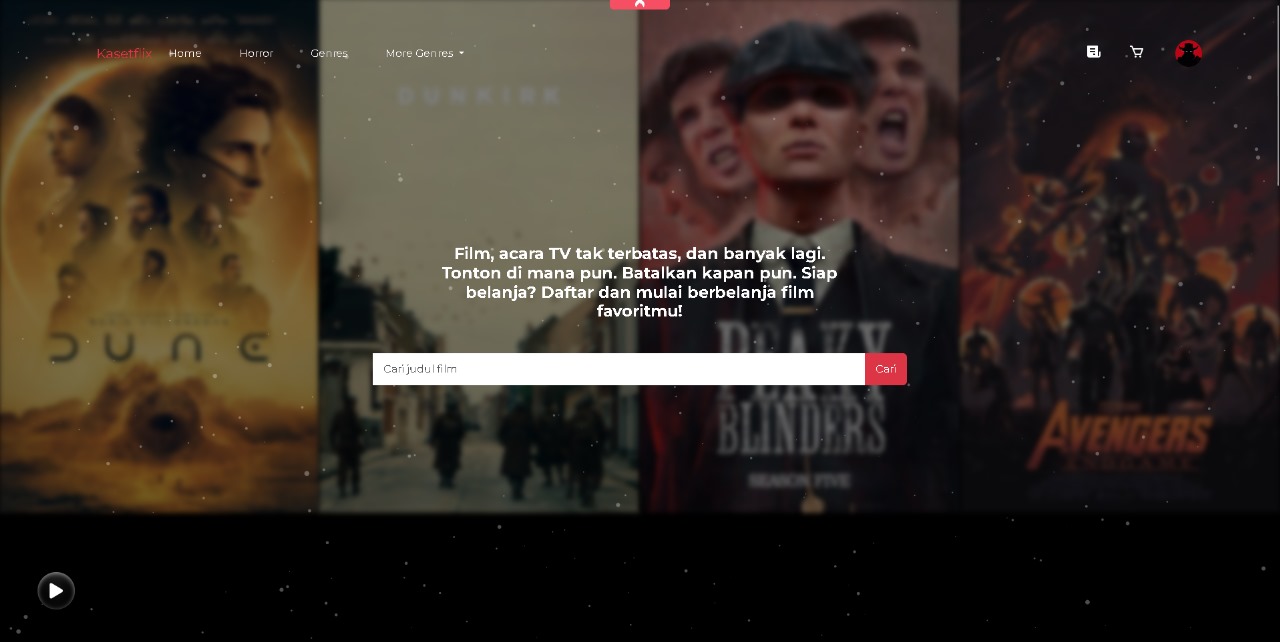 Kasetflix Home Horror Genres More Genres
DUNKIRK
Film, acara TV tak terbatas, dan banyak lagi.
Tonton di mana pun. Batalkan kapan pun. Siap
belanja? Daftar dan mulai berbelanja film
favoritmu!
DUNE
Cari judul film Cari
PEAKY
BLINDERS
AVENGERS
SEASON FIVE